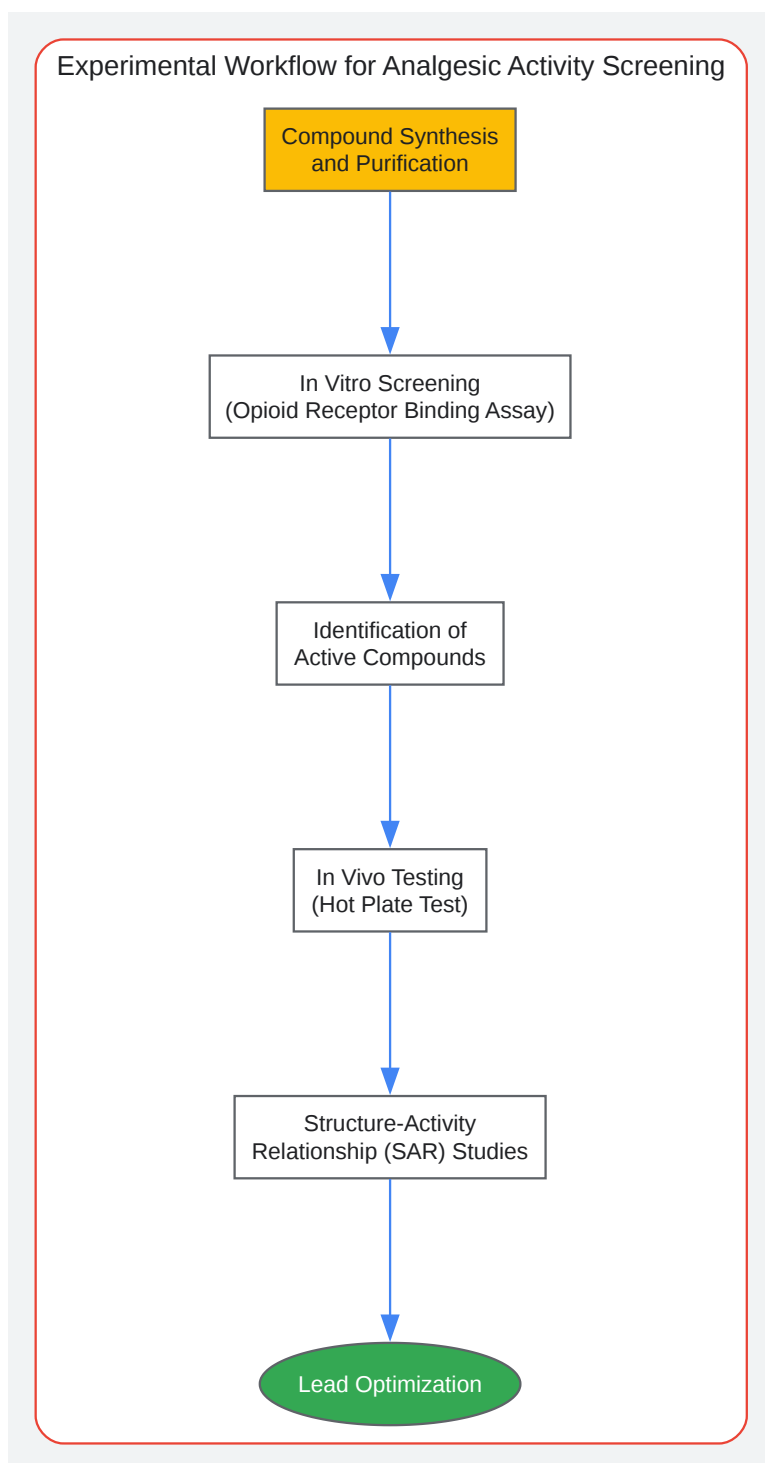 Experimental Workflow for Analgesic Activity Screening
Compound Synthesis
and Purification
In Vitro Screening
(Opioid Receptor Binding Assay)
Identification of
Active Compounds
In Vivo Testing
(Hot Plate Test)
Structure-Activity
Relationship (SAR) Studies
Lead Optimization